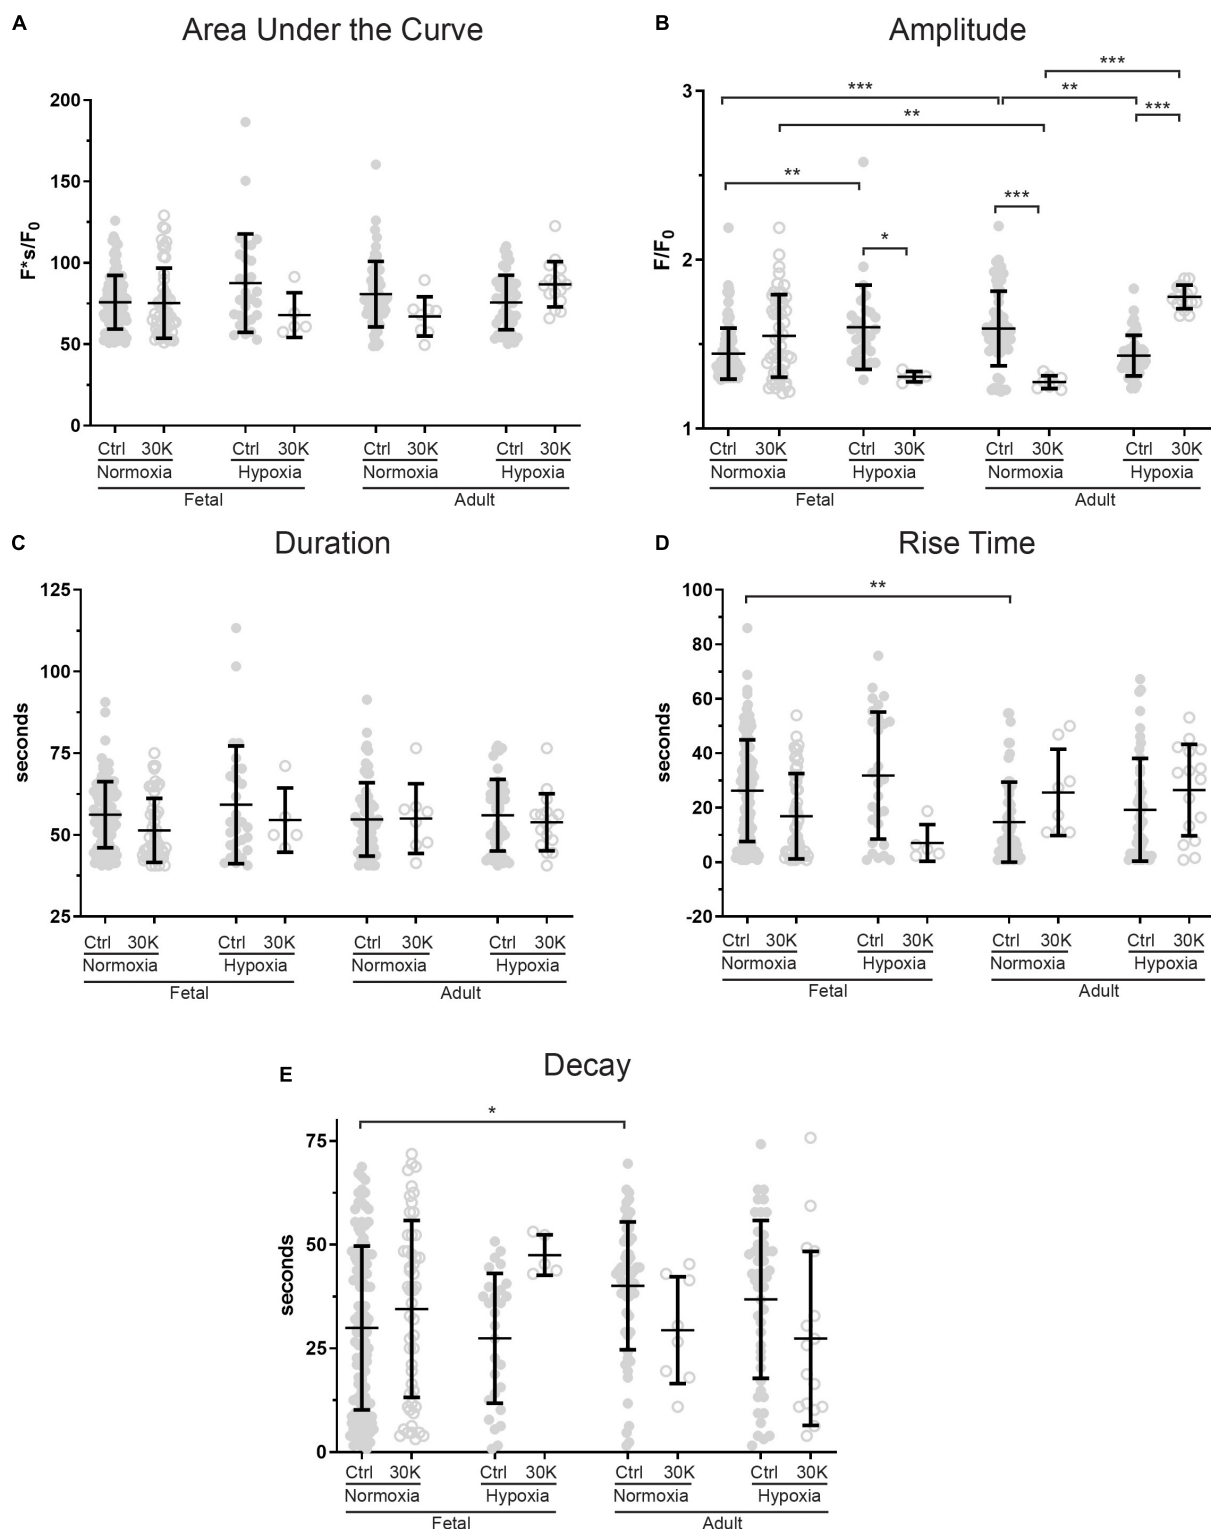 A
Area Under the Curve
200
150
100
50
0
F*s/F0
Ctrl 30K Ctrl 30K Ctrl 30K Ctrl 30K
Normoxia Hypoxia Normoxia Hypoxia
Fetal Adult
B
Amplitude
3
2
1
F/F0
***
*** **
***
**
**
***
*
Ctrl 30K Ctrl 30K Ctrl 30K Ctrl 30K
Normoxia Hypoxia Normoxia Hypoxia
Fetal Adult
C
Duration
125
100
75
50
25
seconds
Ctrl 30K Ctrl 30K Ctrl 30K Ctrl 30K
Normoxia Hypoxia Normoxia Hypoxia
Fetal Adult
D
Rise Time
100
80
60
40
20
0
-20
seconds
**
Ctrl 30K Ctrl 30K Ctrl 30K Ctrl 30K
Normoxia Hypoxia Normoxia Hypoxia
Fetal Adult
E
Decay
75
50
25
0
seconds
*
Ctrl 30K Ctrl 30K Ctrl 30K Ctrl 30K
Normoxia Hypoxia Normoxia Hypoxia
Fetal Adult